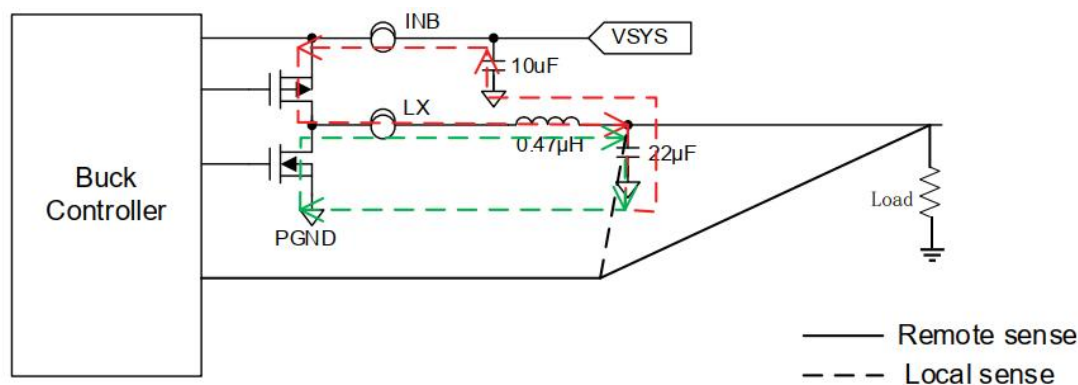 INB
VSYS
10uF
LX
0.47μH
22μF
Buck
Controller
Load
PGND
Remote sense
Local sense